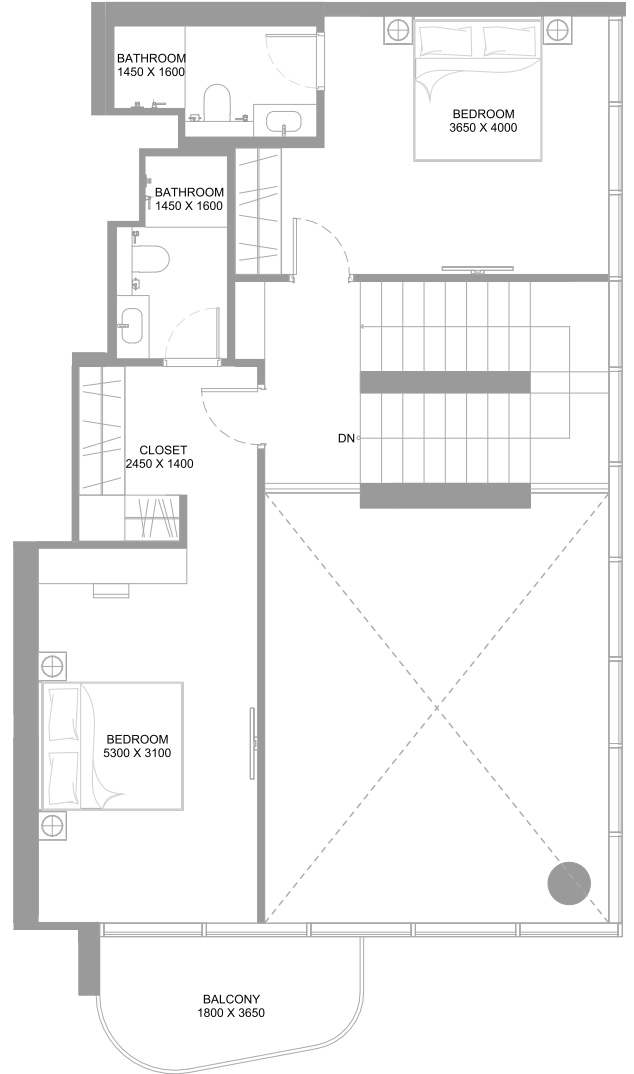 BATHROOM
1450 X 1600
BEDROOM
3650 X 4000
BATHROOM
1450 X 1600
DN
CLOSET
2450 X 1400
BEDROOM
5300 X 3100
BALCONY
1800 X 3650